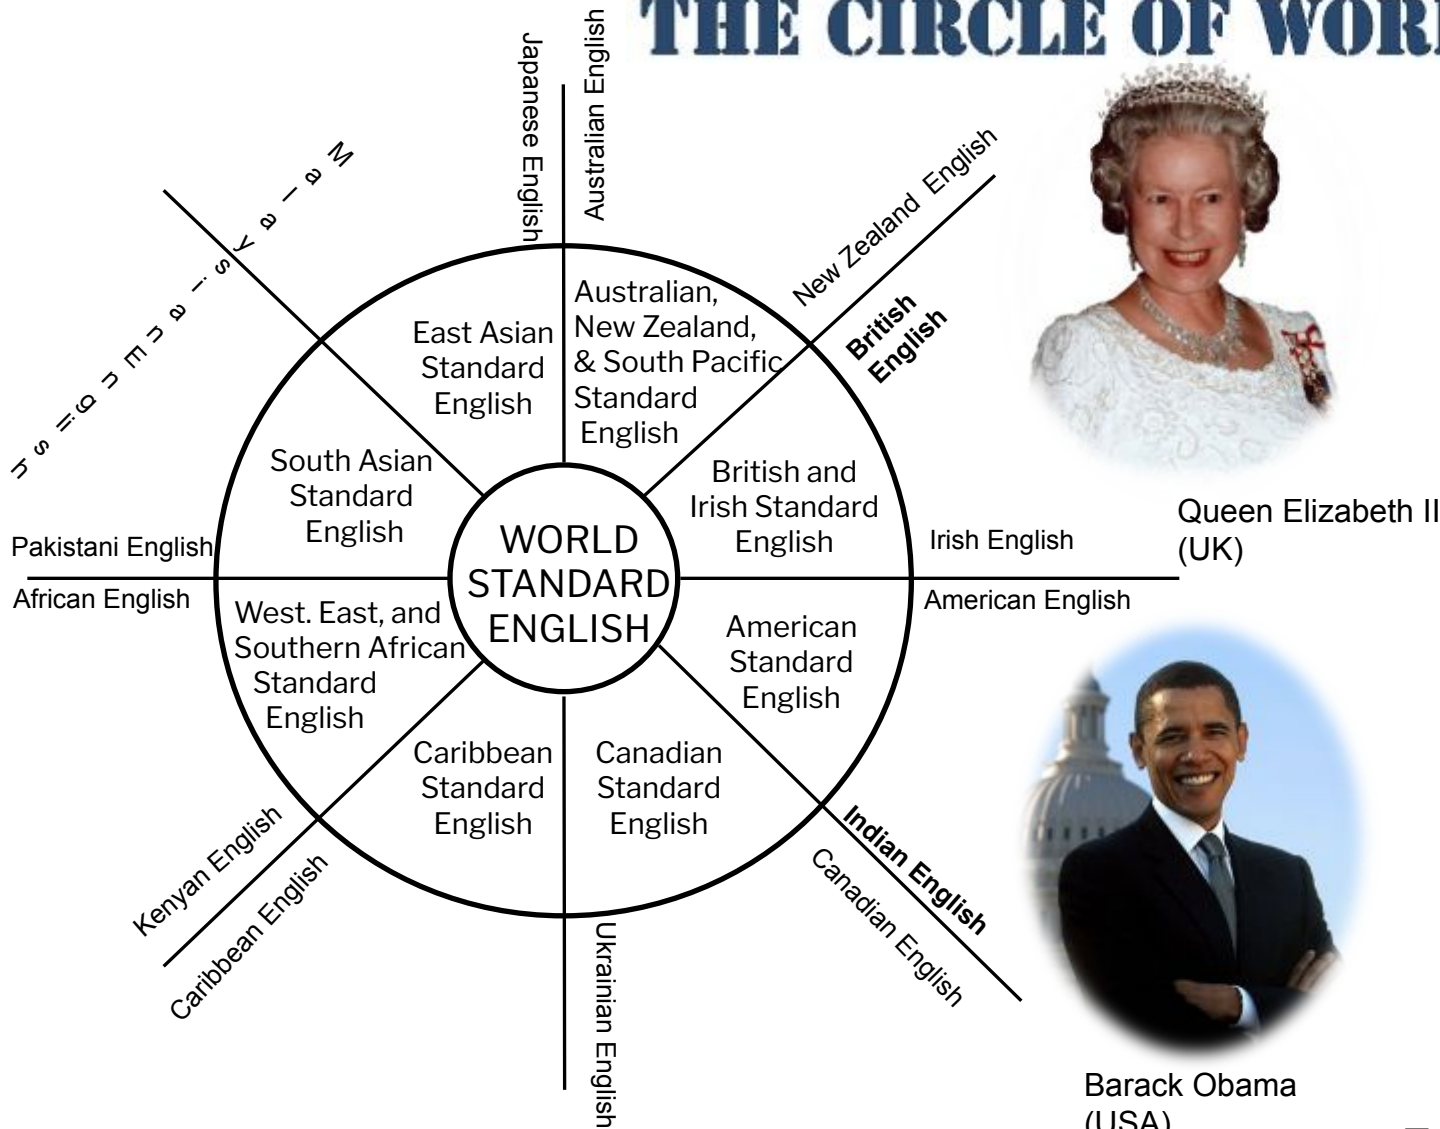 THE CIRCLE OF WORL
Japanese English
Australian English
New Zealand English
British
English
Malaysian English
East Asian
Standard
English
Australian,
New Zealand,
& South Pacific
Standard
English
South Asian
Standard
English
British and
Irish Standard
English
Pakistani English
African English
WORLD
STANDARD
ENGLISH
Irish English
American English
West. East, and
Southern African
Standard
English
American
Standard
English
Caribbean
Standard
English
Canadian
Standard
English
Kenyan English
Caribbean English
Indian English
Canadian English
Ukrainian English
Queen Elizabeth II
(UK)
Barack Obama
(USA)